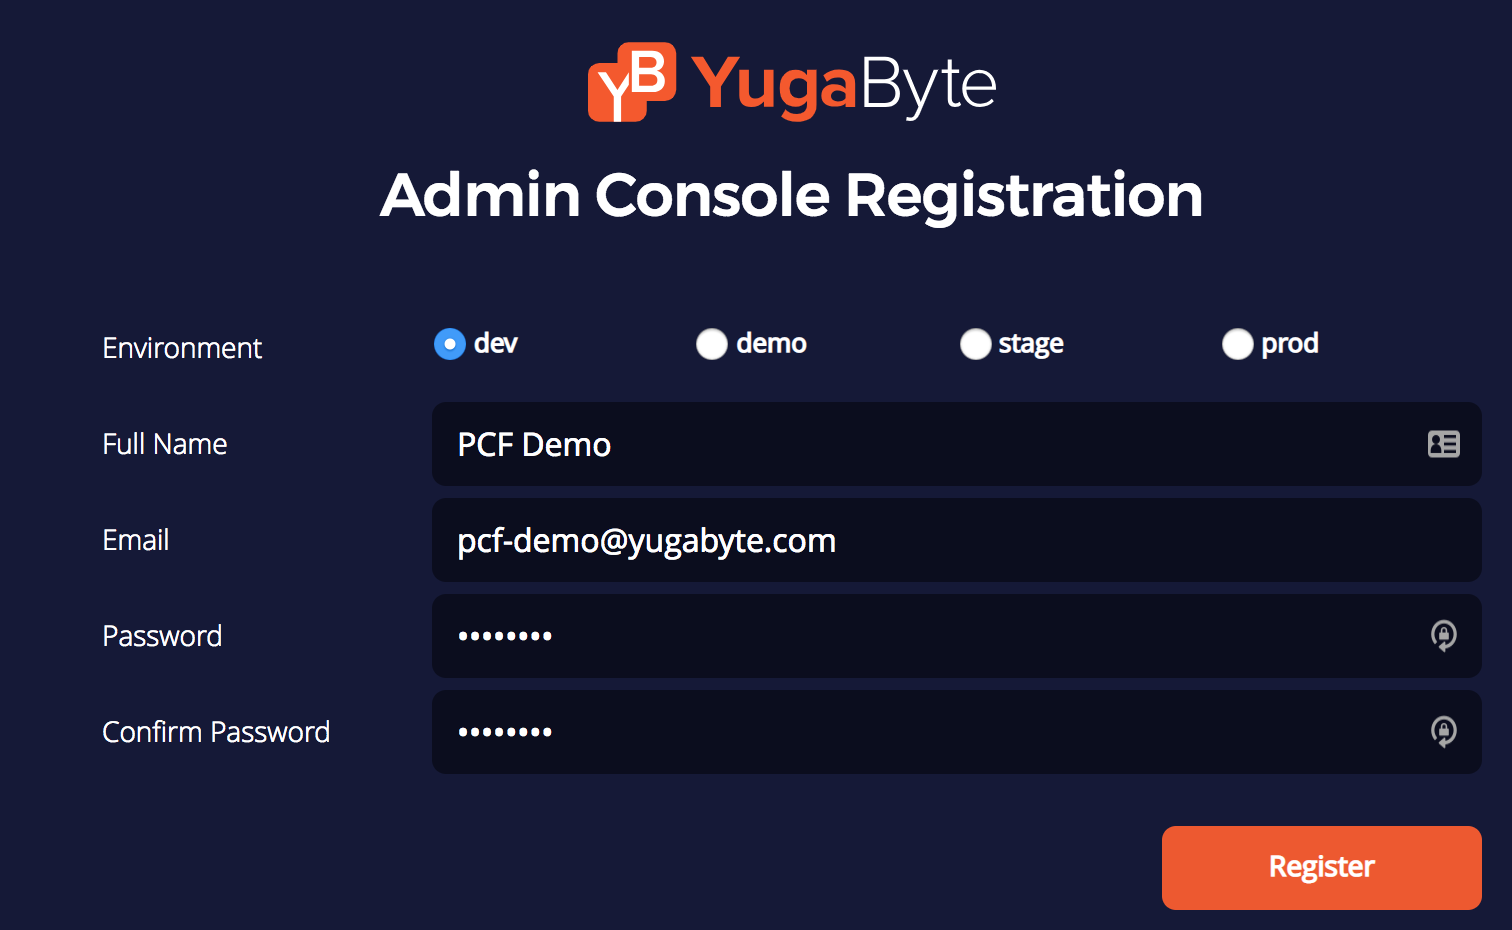 YB YugaByte
Admin Console Registration
Environment dev demo stage prod
Full Name PCF Demo
Email pcf-demo@yugabyte.com
Password ••••••••
Confirm Password ••••••••
Register